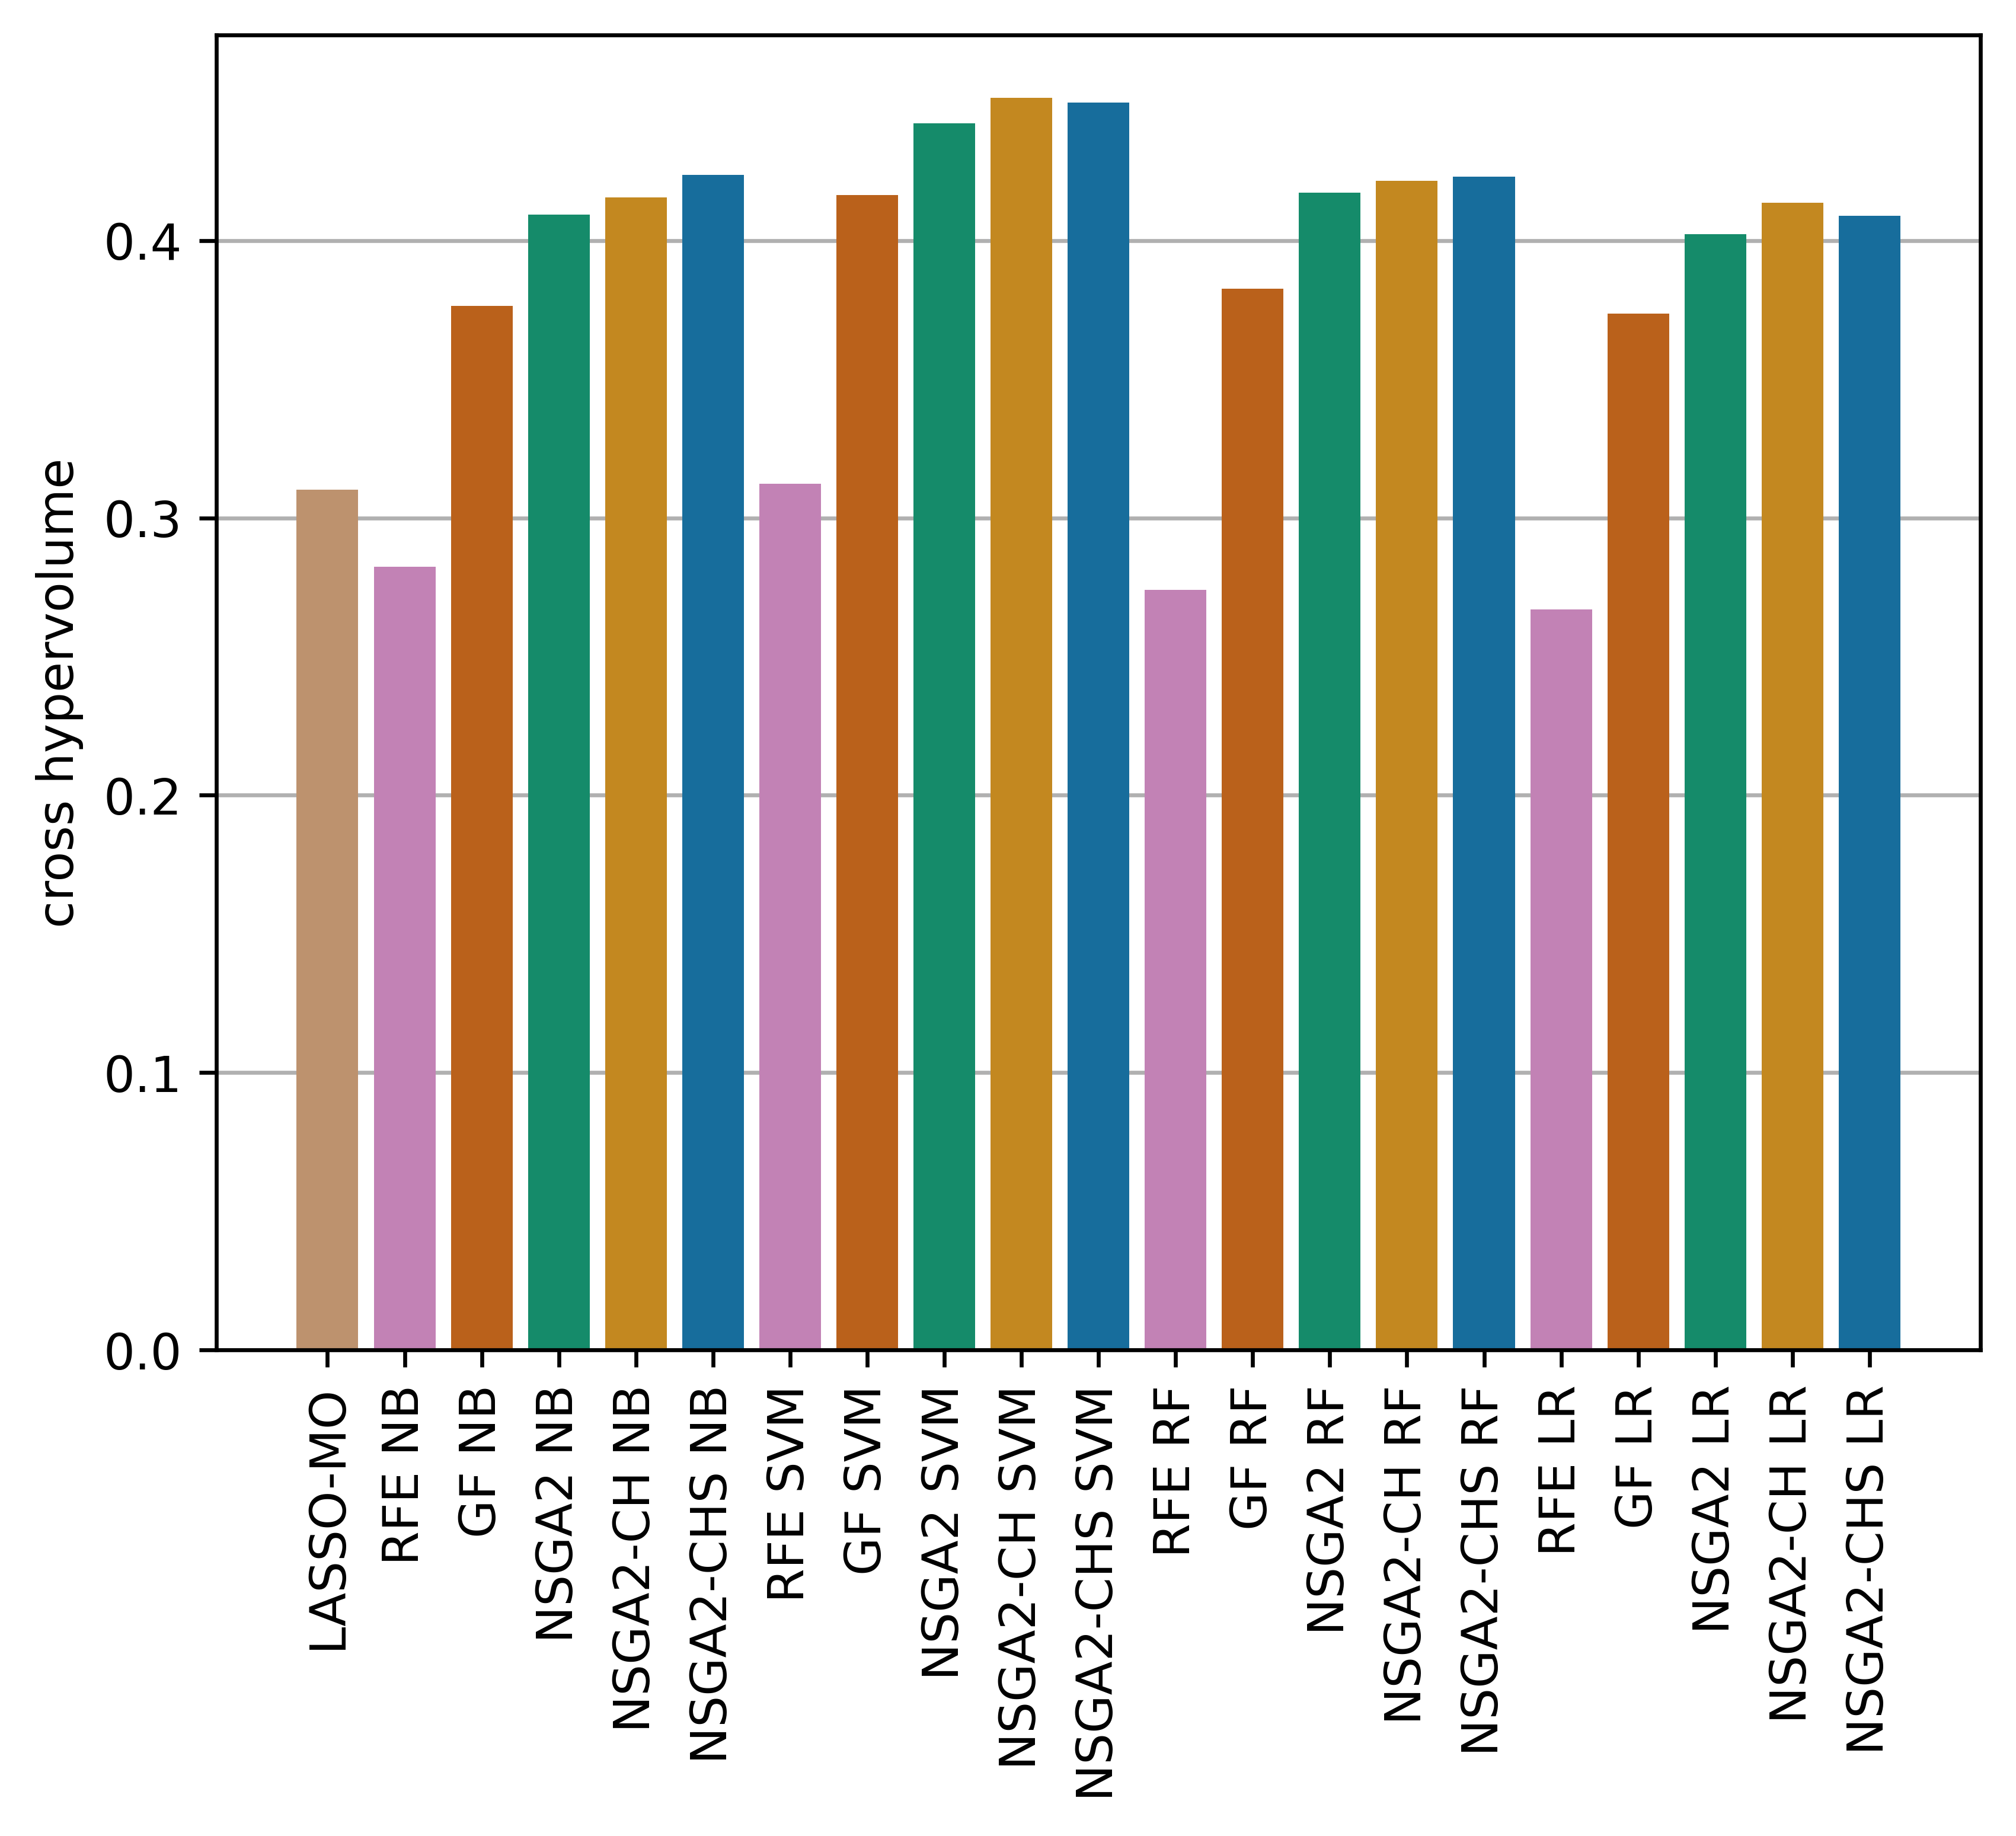 cross hypervolume
0.4
0.3
0.2
0.1
0.0
LASSO-MO
RFE NB
GF NB
NSGA2 NB
NSGA2-CH NB
NSGA2-CHS NB
RFE SVM
GF SVM
NSGA2 SVM
NSGA2-CH SVM
NSGA2-CHS SVM
RFE RF
GF RF
NSGA2 RF
NSGA2-CH RF
NSGA2-CHS RF
RFE LR
GF LR
NSGA2 LR
NSGA2-CH LR
NSGA2-CHS LR